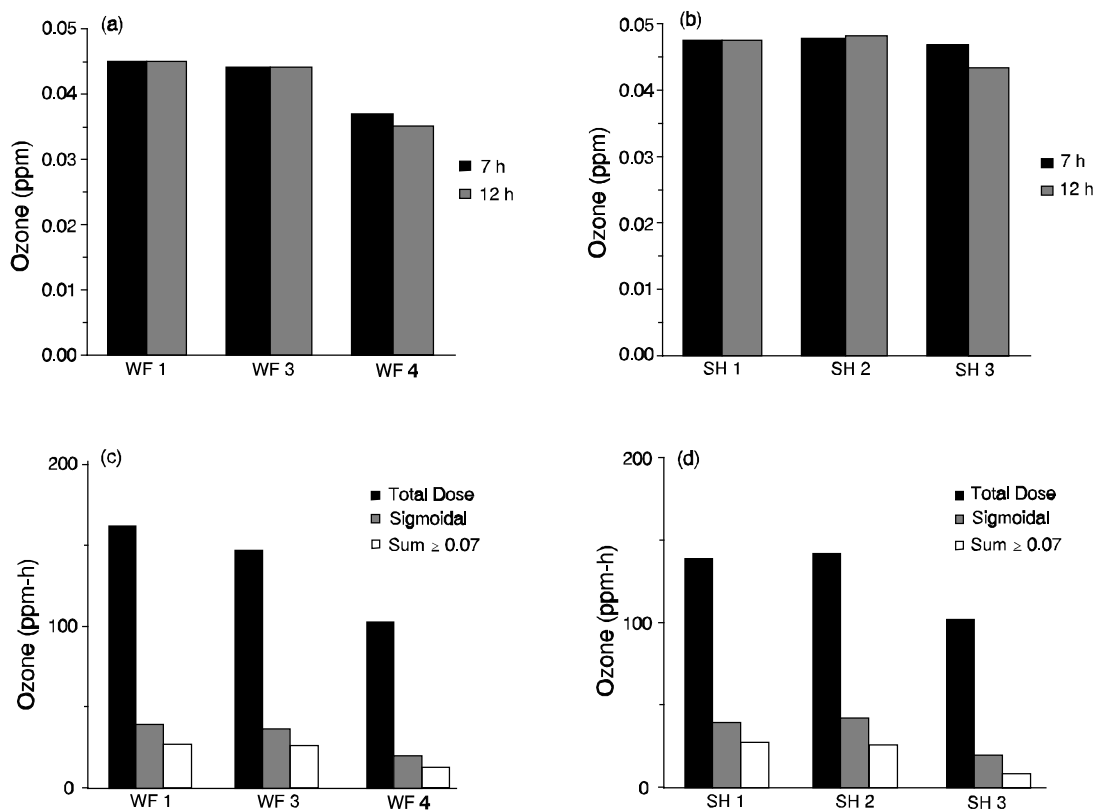 (a)
0.05
0.04
0.03
0.02
0.01
0.00
Ozone (ppm)
7 h
12 h
WF 1 WF 3 WF 4
(b)
0.05
0.04
0.03
0.02
0.01
0.00
Ozone (ppm)
7 h
12 h
SH 1 SH 2 SH 3
(c)
200
100
0
Ozone (ppm-h)
Total Dose
Sigmoidal
Sum ≥ 0.07
WF 1 WF 3 WF 4
(d)
200
100
0
Ozone (ppm-h)
Total Dose
Sigmoidal
Sum ≥ 0.07
SH 1 SH 2 SH 3